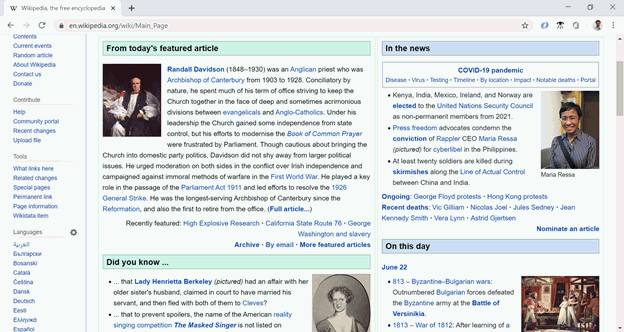 Wikipedia, the free encyclopedia
en.wikipedia.org/wiki/Main_Page
Contents
Current events
Random article
About Wikipedia
Contact us
Donate
Contribute
Help
Community portal
Recent changes
Upload file
Tools
What links here
Related changes
Special pages
Permanent link
Page information
Wikidata item
Languages
العربية
Български
Bosanski
Català
Čeština
Dansk
Deutsch
Eesti
Ελληνικά
Español
From today's featured article
Randall Davidson (1848–1930) was an Anglican priest who was
Archbishop of Canterbury from 1903 to 1928. Conciliatory by
nature, he spent much of his term of office striving to keep the
Church together in the face of deep and sometimes acrimonious
divisions between evangelicals and Anglo-Catholics. Under his
leadership the Church gained some independence from state
control, but his efforts to modernise the Book of Common Prayer
were frustrated by Parliament. Though cautious about bringing the
Church into domestic party politics, Davidson did not shy away from larger political
issues. He urged moderation on both sides in the conflict over Irish independence and
campaigned against immoral methods of warfare in the First World War. He played a key
role in the passage of the Parliament Act 1911 and led efforts to resolve the 1926
General Strike. He was the longest-serving Archbishop of Canterbury since the
Reformation, and also the first to retire from the office. (Full article...)
Recently featured: High Explosive Research · California State Route 76 · George
Washington and slavery
Archive · By email · More featured articles
Did you know ...
... that Lady Henrietta Berkeley (pictured) had an affair with her
older sister's husband, claimed in court to have married his
servant, and then fled with both of them to Cleves?
... that to prevent spoilers, the name of the American reality
singing competition The Masked Singer is not listed on
In the news
COVID-19 pandemic
Disease · Virus · Testing · Timeline · By location · Impact · Notable deaths · Portal
Kenya, India, Mexico, Ireland, and Norway are
elected to the United Nations Security Council
as non-permanent members from 2021.
Press freedom advocates condemn the
conviction of Rappler CEO Maria Ressa
(pictured) for cyberlibel in the Philippines.
At least twenty soldiers are killed during
skirmishes along the Line of Actual Control
between China and India.
Maria Ressa
Ongoing: George Floyd protests · Hong Kong protests
Recent deaths: Vic Gilliam · Nicolas Joel · Jules Sedney · Jean
Kennedy Smith · Vera Lynn · Astrid Gjertsen
Nominate an article
On this day
June 22
813 – Byzantine–Bulgarian wars:
Outnumbered Bulgarian forces defeated
the Byzantine army at the Battle of
Versinikia.
1813 – War of 1812: After learning of a